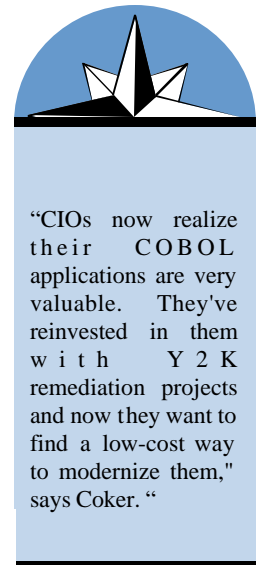 “CIOs now realize
their COBOL
applications are very
valuable. They've
reinvested in them
with Y2K
remediation projects
and now they want to
find a low-cost way
to modernize them,"
says Coker. “